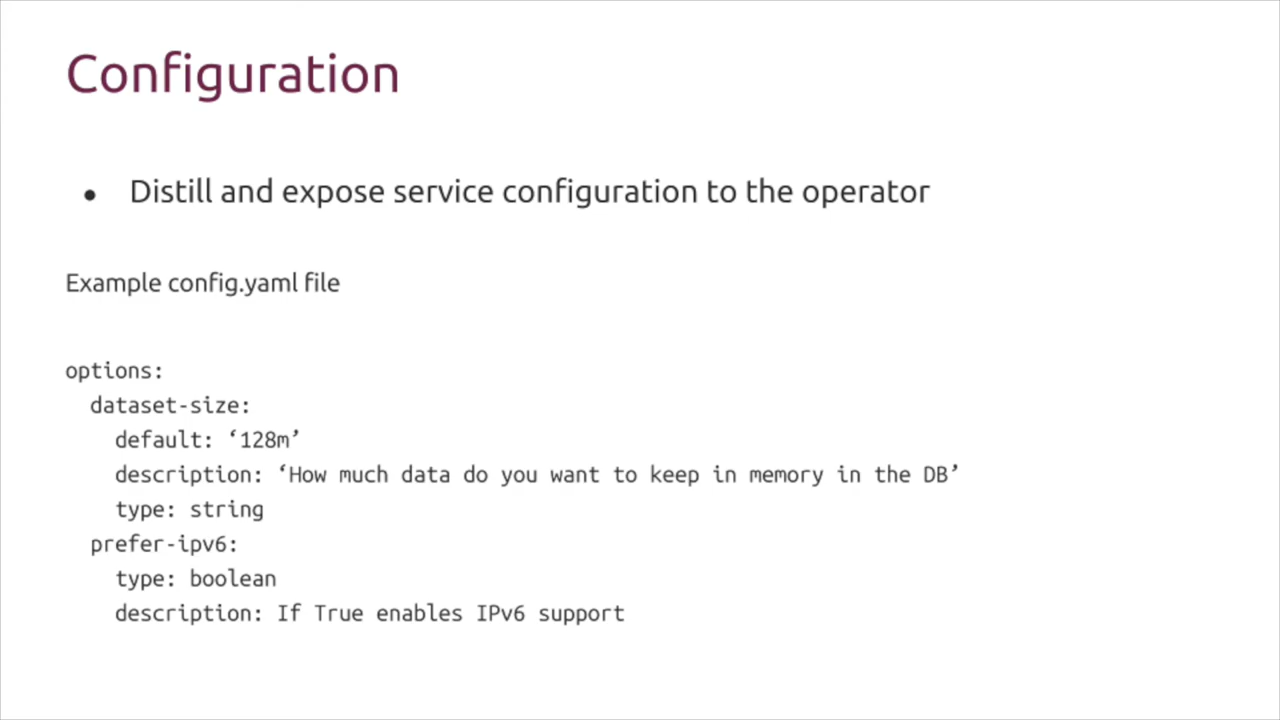 Configuration
● Distill and expose service configuration to the operator
Example config.yaml file
options:
  dataset-size:
    default: ‘128m’
    description: ‘How much data do you want to keep in memory in the DB’
    type: string
  prefer-ipv6:
    type: boolean
    description: If True enables IPv6 support